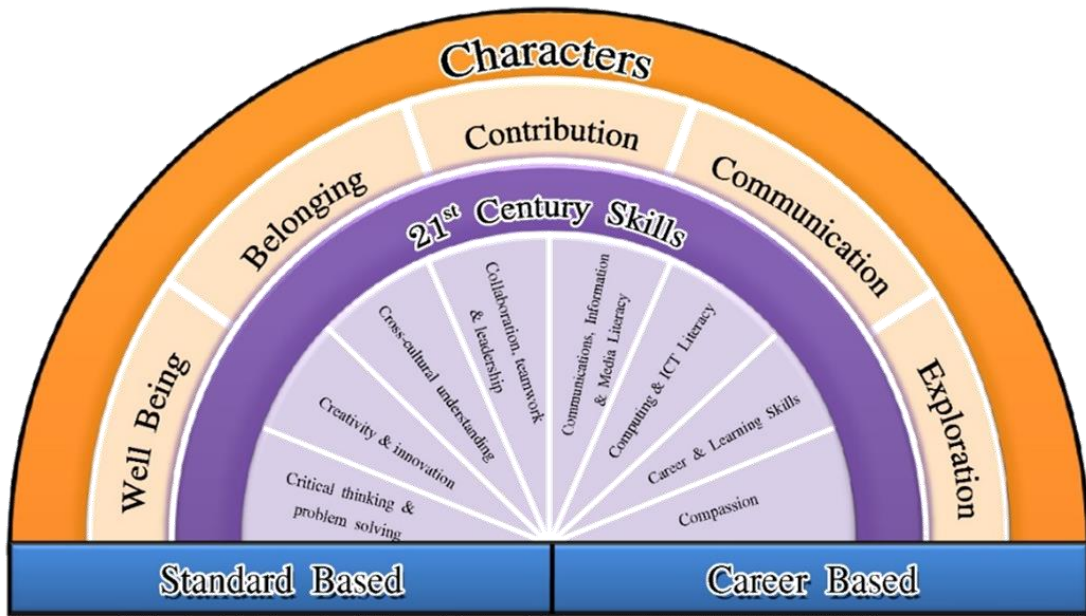 Characters
Well Being
Belonging
Contribution
Communication
Exploration
21st Century Skills
Critical thinking &
problem solving
Creativity & innovation
Cross-cultural understanding
Collaboration, teamwork
& leadership
Communications, Information
& Media Literacy
Computing & ICT Literacy
Career & Learning Skills
Compassion
Standard Based
Career Based